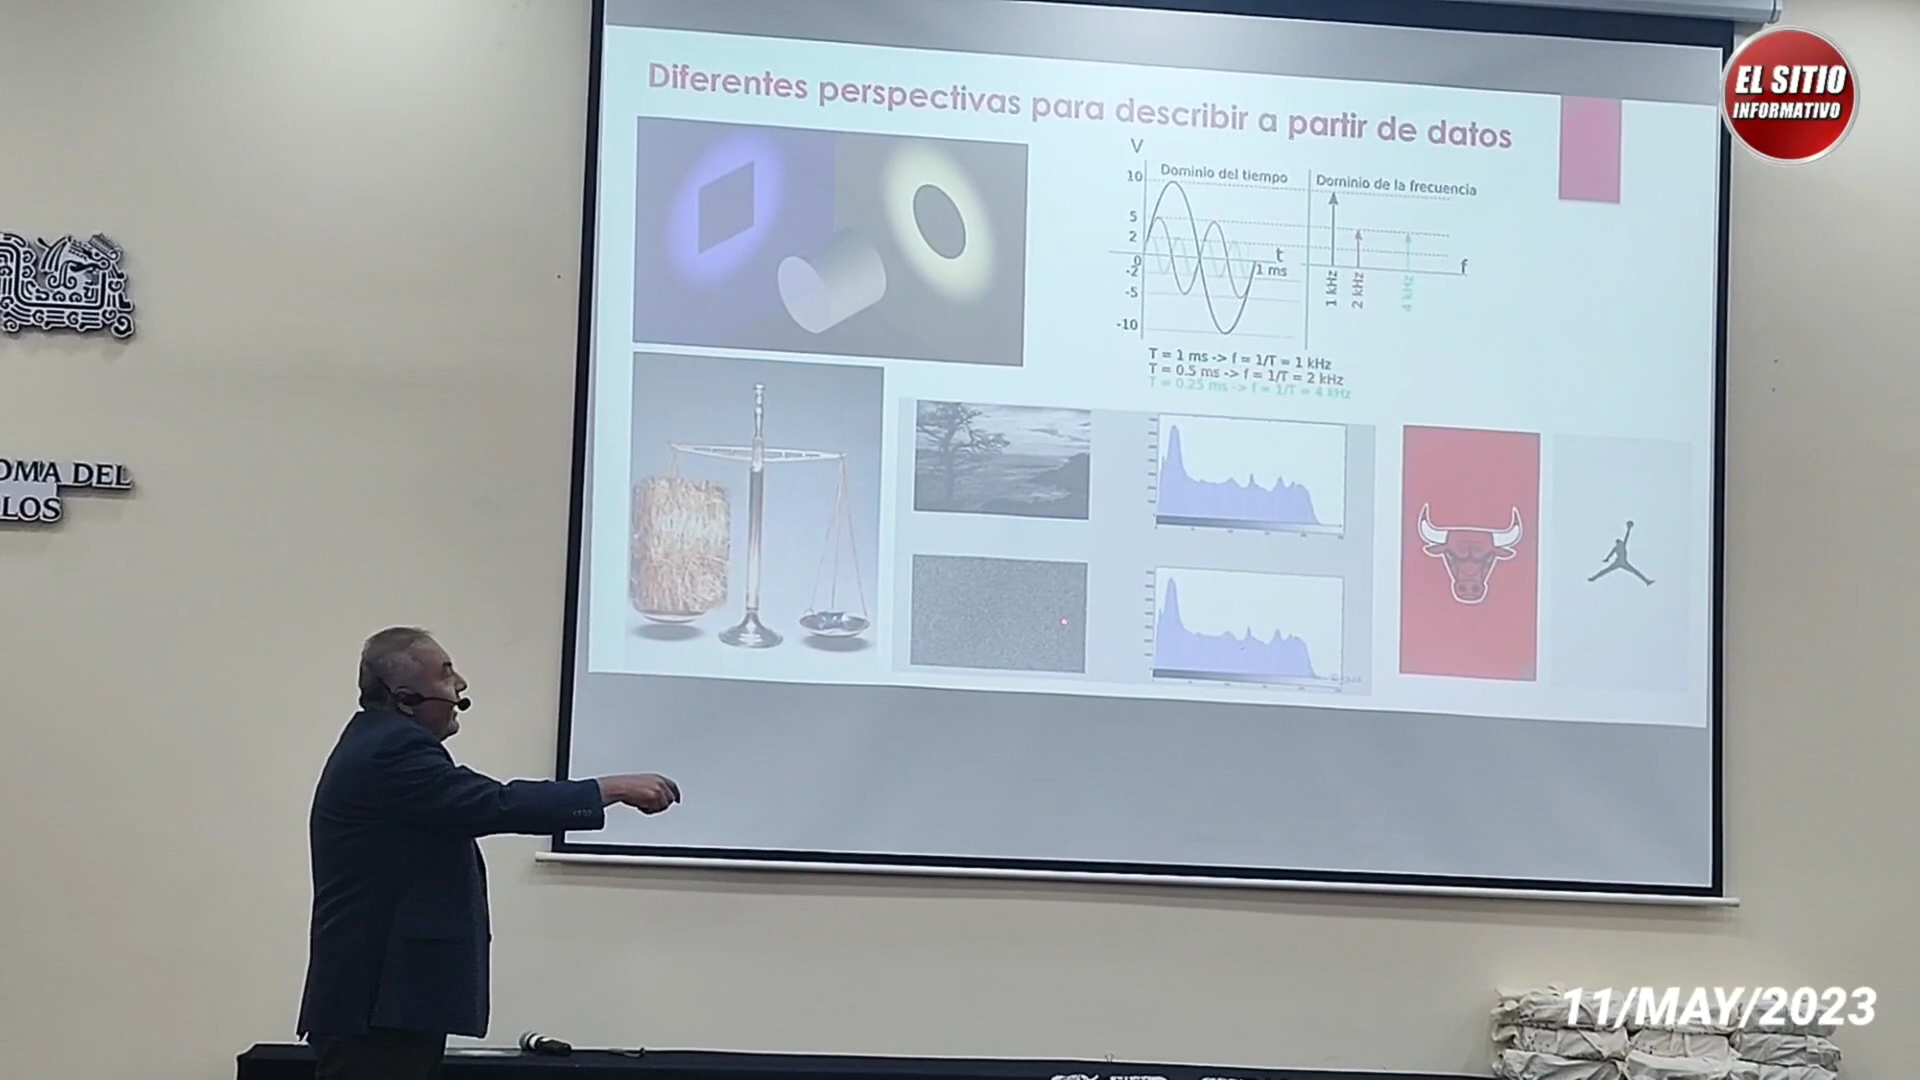 EL SITIO
INFORMATIVO
Diferentes perspectivas para describir a partir de datos
V
Dominio del tiempo
Dominio de la frecuencia
10
5
2
0
-2
-5
-10
t
1 ms
f
1 kHz
2 kHz
4 kHz
T = 1 ms -> f = 1/T = 1 kHz
T = 0.5 ms -> f = 1/T = 2 kHz
T = 0.25 ms -> f = 1/T = 4 kHz
OMA DEL
LOS
11/MAY/2023